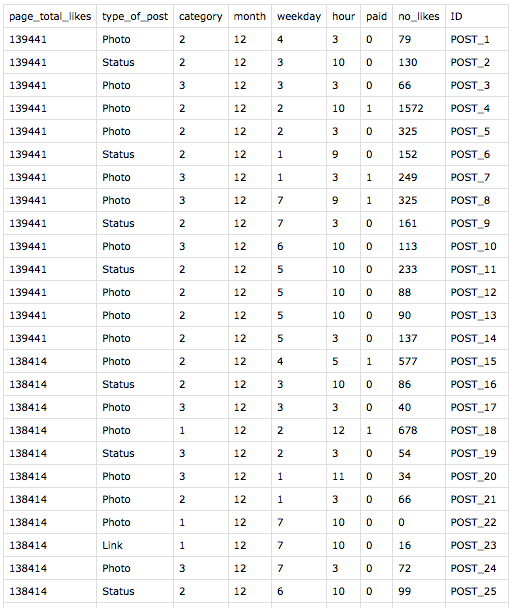 page_total_likes type_of_post category month weekday hour paid no_likes ID
139441 Photo 2 12 4 3 0 79 POST_1
139441 Status 2 12 3 10 0 130 POST_2
139441 Photo 3 12 3 3 0 66 POST_3
139441 Photo 2 12 2 10 1 1572 POST_4
139441 Photo 2 12 2 3 0 325 POST_5
139441 Status 2 12 1 9 0 152 POST_6
139441 Photo 3 12 1 3 1 249 POST_7
139441 Photo 3 12 7 9 1 325 POST_8
139441 Status 2 12 7 3 0 161 POST_9
139441 Photo 3 12 6 10 0 113 POST_10
139441 Status 2 12 5 10 0 233 POST_11
139441 Photo 2 12 5 10 0 88 POST_12
139441 Photo 2 12 5 10 0 90 POST_13
139441 Photo 2 12 5 3 0 137 POST_14
138414 Photo 2 12 4 5 1 577 POST_15
138414 Status 2 12 3 10 0 86 POST_16
138414 Photo 3 12 3 3 0 40 POST_17
138414 Photo 1 12 2 12 1 678 POST_18
138414 Status 3 12 2 3 0 54 POST_19
138414 Photo 3 12 1 11 0 34 POST_20
138414 Photo 2 12 1 3 0 66 POST_21
138414 Photo 1 12 7 10 0 0 POST_22
138414 Link 1 12 7 10 0 16 POST_23
138414 Photo 3 12 7 3 0 72 POST_24
138414 Status 2 12 6 10 0 99 POST_25